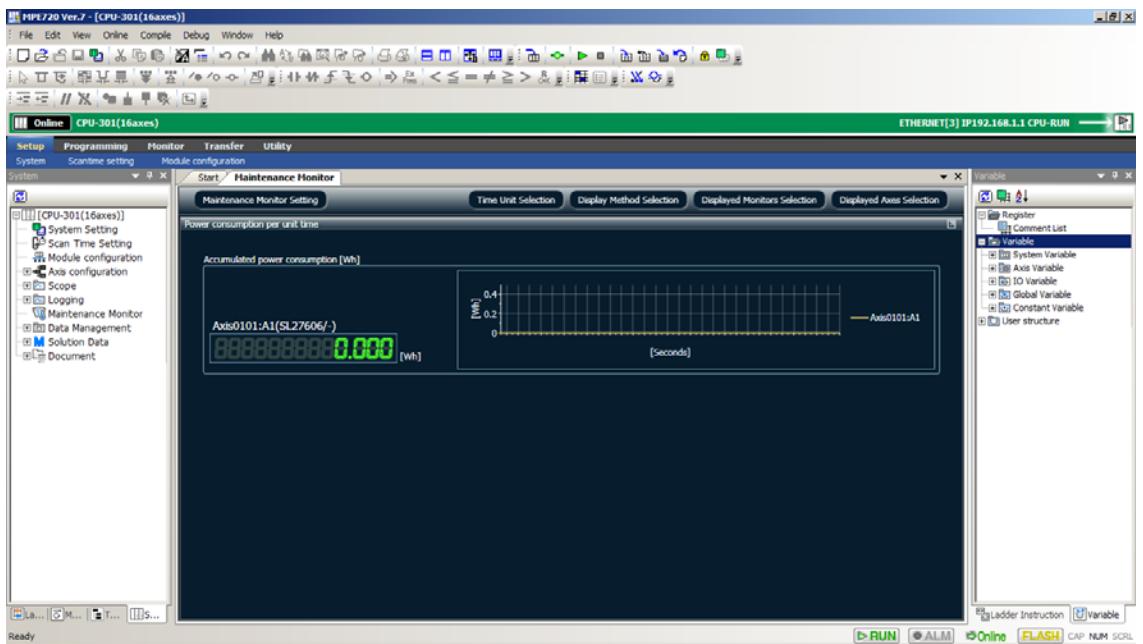 MPE720 Ver.7 - [CPU-301(16axes)]
File Edit View Online Compile Debug Window Help
Online CPU-301(16axes) ETHERNET[3] IP192.168.1.1 CPU-RUN
Setup Programming Monitor Transfer Utility
System Scantime setting Module configuration
System
[CPU-301(16axes)]
System Setting
Scan Time Setting
Module configuration
Axis configuration
Scope
Logging
Maintenance Monitor
Data Management
Solution Data
Document
La... M... T... S...
Start Maintenance Monitor
Maintenance Monitor Setting Time Unit Selection Display Method Selection Displayed Monitors Selection Displayed Axes Selection
Power consumption per unit time
Accumulated power consumption [Wh]
Axis0101:A1(SL27606/-)
0.000 [Wh]
[Wh]
0.4
0.2
0
[Seconds]
Axis0101:A1
Variable
Register
Comment List
Variable
System Variable
Axis Variable
IO Variable
Global Variable
Constant Variable
User structure
Ladder Instruction Variable
Ready RUN ALM Online FLASH CAP NUM SCRL